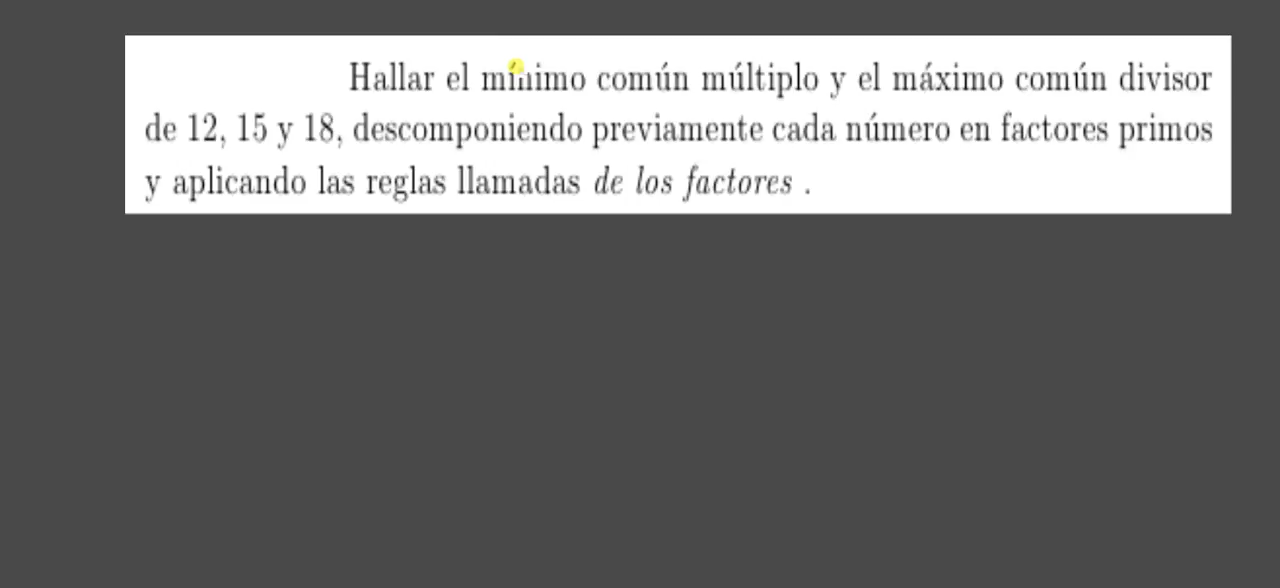 Hallar el mínimo común múltiplo y el máximo común divisor
de 12, 15 y 18, descomponiendo previamente cada número en factores primos
y aplicando las reglas llamadas de los factores .